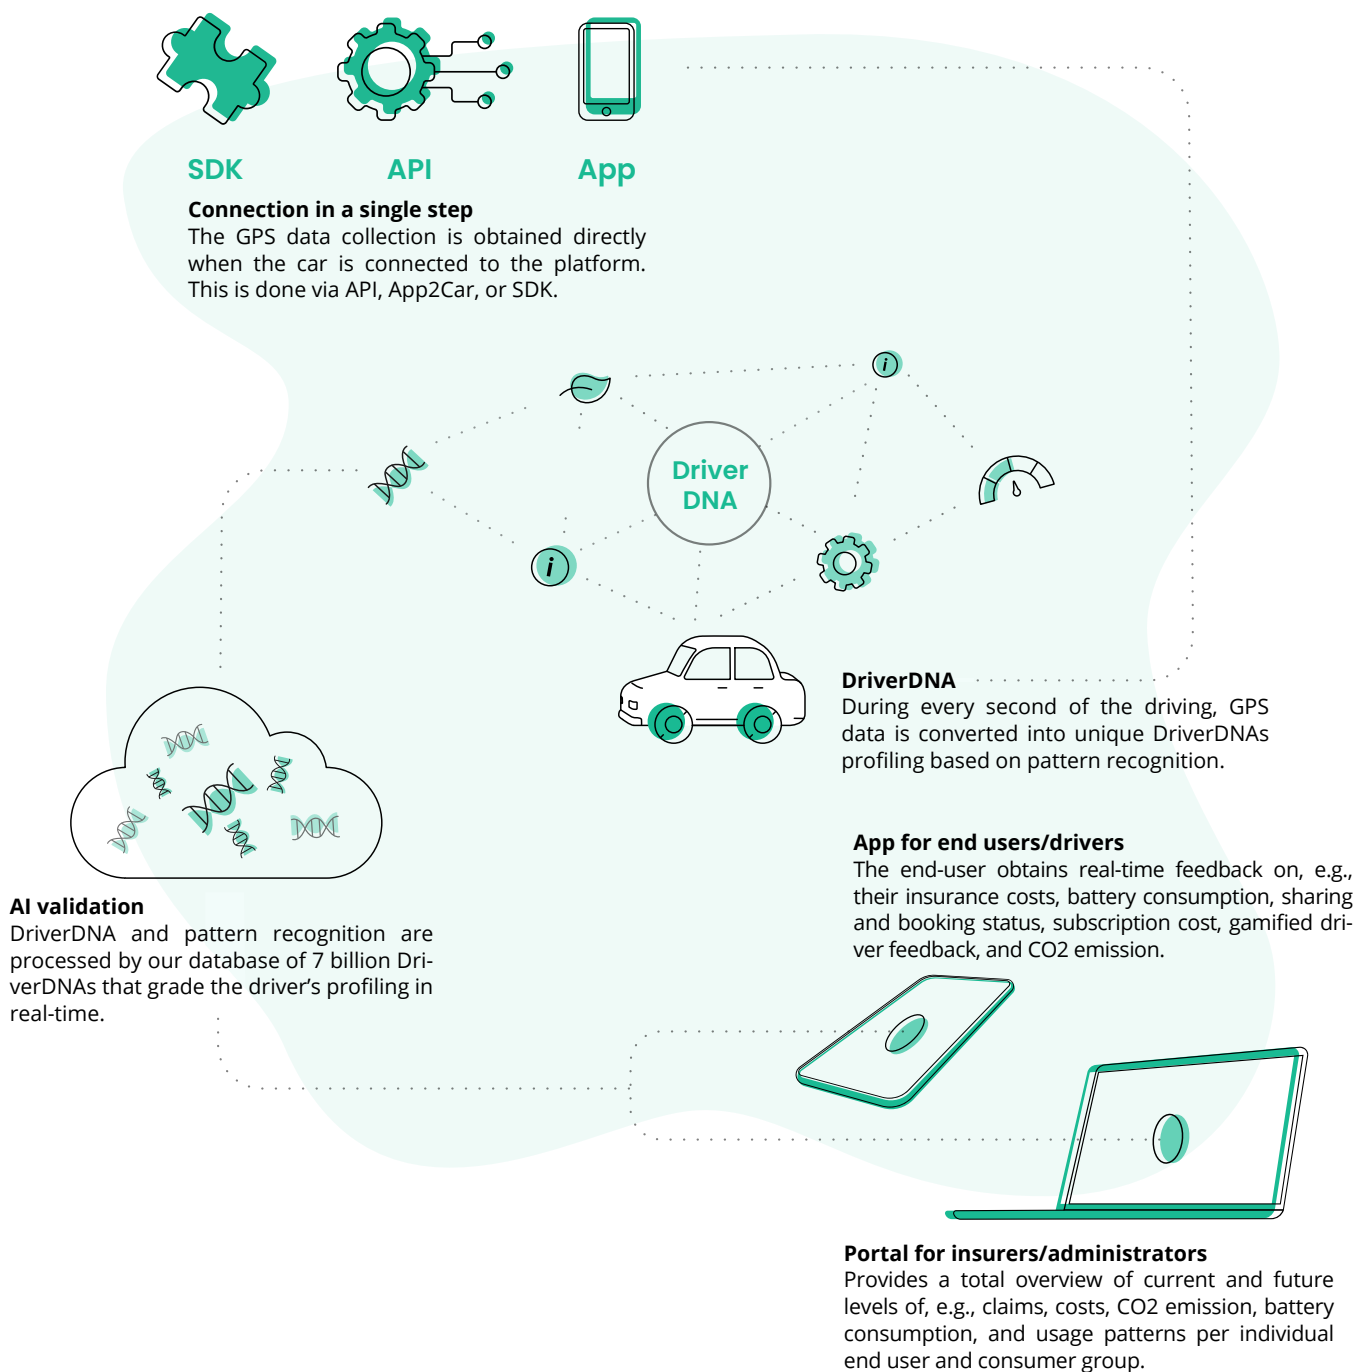 SDK
API
App
Connection in a single step
The GPS data collection is obtained directly
when the car is connected to the platform.
This is done via API, App2Car, or SDK.
i
Driver
DNA
i
DriverDNA
During every second of the driving, GPS
data is converted into unique DriverDNAs
profiling based on pattern recognition.
App for end users/drivers
The end-user obtains real-time feedback on, e.g.,
their insurance costs, battery consumption, sharing
and booking status, subscription cost, gamified dri-
ver feedback, and CO2 emission.
AI validation
DriverDNA and pattern recognition are
processed by our database of 7 billion Dri-
verDNAs that grade the driver's profiling in
real-time.
Portal for insurers/administrators
Provides a total overview of current and future
levels of, e.g., claims, costs, CO2 emission, battery
consumption, and usage patterns per individual
end user and consumer group.